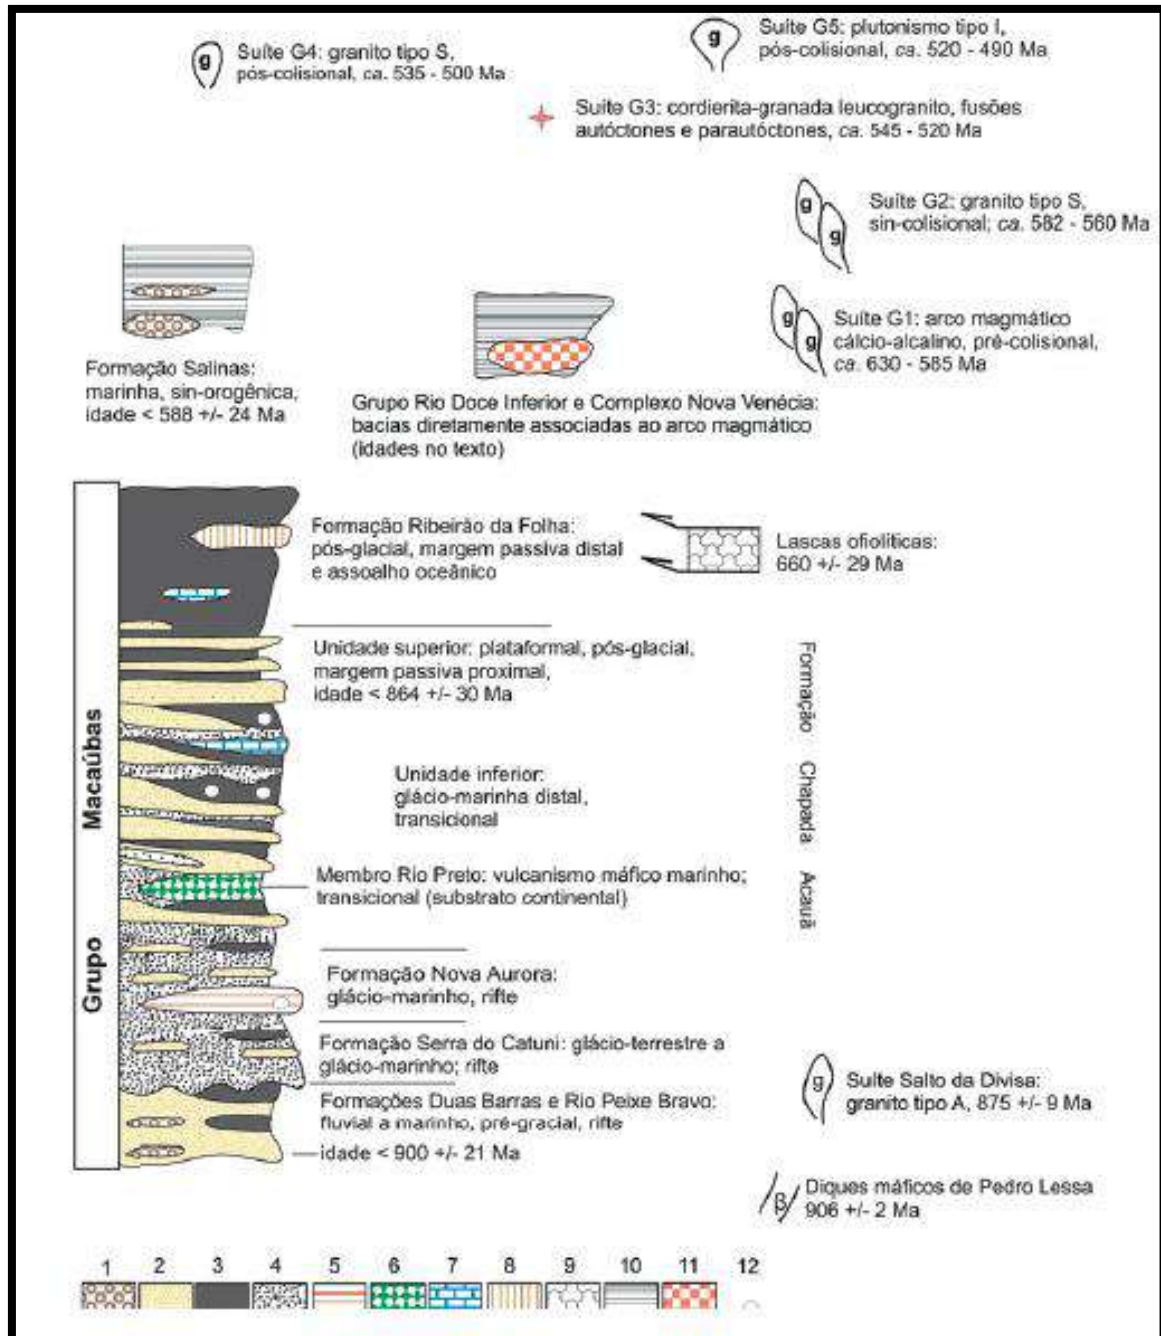 Suíte G4: granito tipo S,
pós-colisional, ca. 535 - 500 Ma
g
g
Suíte G5: plutonismo tipo I,
pós-colisional, ca. 520 - 490 Ma
Suíte G3: cordierita-granada leucogranito, fusões
autóctones e parautóctones, ca. 545 - 520 Ma
g
g
Suíte G2: granito tipo S,
sin-colisional; ca. 582 - 560 Ma
g
g
Suíte G1: arco magmático
cálcio-alcalino, pré-colisional,
ca. 630 - 585 Ma
Formação Salinas:
marinha, sin-orogênica,
idade < 588 +/- 24 Ma
Grupo Rio Doce Inferior e Complexo Nova Venécia:
bacias diretamente associadas ao arco magmático
(idades no texto)
Grupo Macaúbas
Formação Ribeirão da Folha:
pós-glacial, margem passiva distal
e assoalho oceânico
Lascas ofiolíticas:
660 +/- 29 Ma
Unidade superior: plataformal, pós-glacial,
margem passiva proximal,
idade < 864 +/- 30 Ma
Formação Chapada Acauã
Unidade inferior:
glácio-marinha distal,
transicional
Membro Rio Preto: vulcanismo máfico marinho;
transicional (substrato continental)
Formação Nova Aurora:
glácio-marinho, rifte
Formação Serra do Catuni: glácio-terrestre a
glácio-marinho; rifte
Formações Duas Barras e Rio Peixe Bravo:
fluvial a marinho, pré-gracial, rifte
idade < 900 +/- 21 Ma
g
Suíte Salto da Divisa:
granito tipo A, 875 +/- 9 Ma
β
Diques máficos de Pedro Lessa
906 +/- 2 Ma
1 2 3 4 5 6 7 8 9 10 11 12